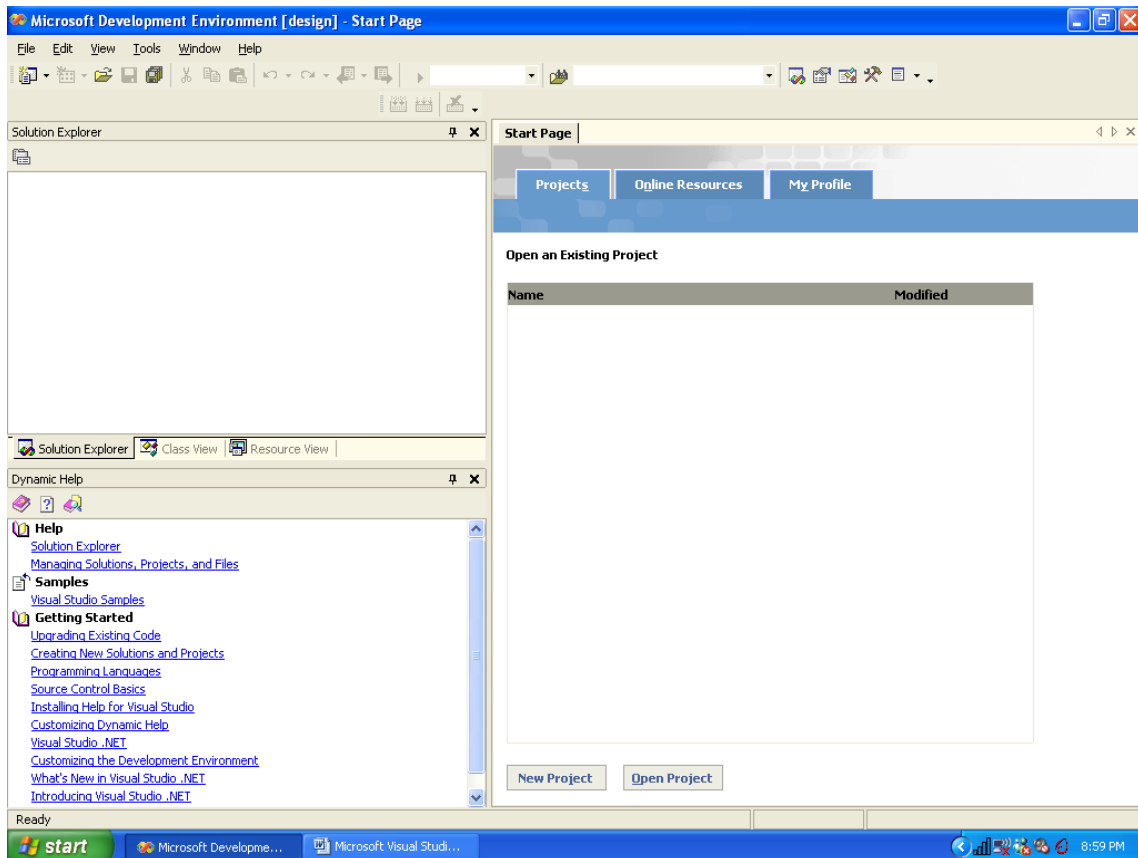 Microsoft Development Environment [design] - Start Page
File Edit View Tools Window Help
Solution Explorer
Start Page
Projects Online Resources My Profile
Open an Existing Project
Name Modified
Solution Explorer Class View Resource View
Dynamic Help
Help
Solution Explorer
Managing Solutions, Projects, and Files
Samples
Visual Studio Samples
Getting Started
Upgrading Existing Code
Creating New Solutions and Projects
Programming Languages
Source Control Basics
Installing Help for Visual Studio
Customizing Dynamic Help
Visual Studio .NET
Customizing the Development Environment
What's New in Visual Studio .NET
Introducing Visual Studio .NET
New Project Open Project
Ready
start Microsoft Developme... Microsoft Visual Studi... 8:59 PM